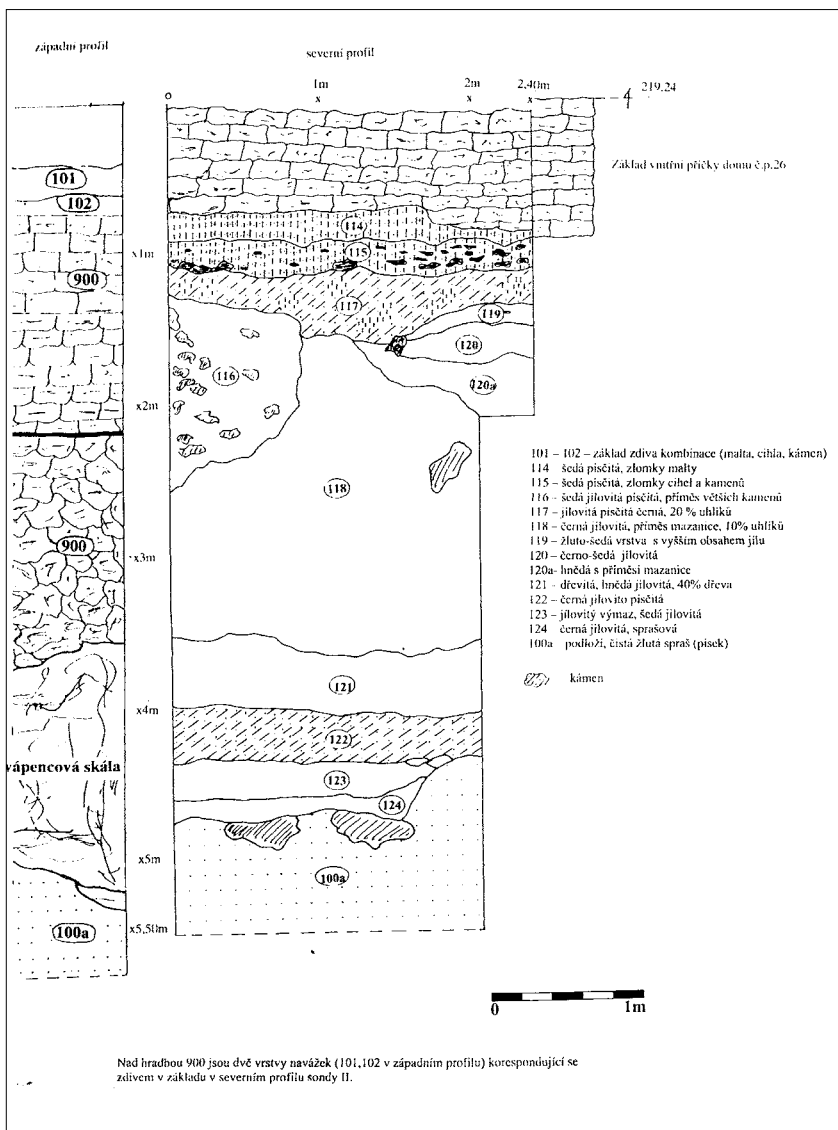 západní profil
severní profil
0
1m
x
2m
x
2,40m
x
219.24
101
102
Základ vnitřní příčky domu č.p.26
114
x1m
115
900
117
119
120
116
120a
x2m
101 – 102 – základ zdiva kombinace (malta, cihla, kámen)
114 šedá písčitá, zlomky malty
115 – šedá písčitá, zlomky cihel a kamenů
116 – šedá jílovitá písčitá, příměs větších kamenů
117 – jílovitá písčitá černá, 20 % uhlíků
118 – černá jílovitá, příměs mazanice, 10% uhlíků
119 – žluto-šedá vrstva s vyšším obsahem jílu
120 – černo-šedá jílovitá
120a- hnědá s příměsí mazanice
121 – dřevitá, hnědá jílovitá, 40% dřeva
122 – černá jílovito písčitá
123 – jílovitý výmaz, šedá jílovitá
124 černá jílovitá, sprašová
100a podloží, čistá žlutá spraš (písek)
kámen
118
900
x3m
121
x4m
122
vápencová skála
123
124
x5m
100a
100a
x5,50m
0
1m
Nad hradbou 900 jsou dvě vrstvy navážek (101,102 v západním profilu) korespondující se
zdivem v základu v severním profilu sondy II.